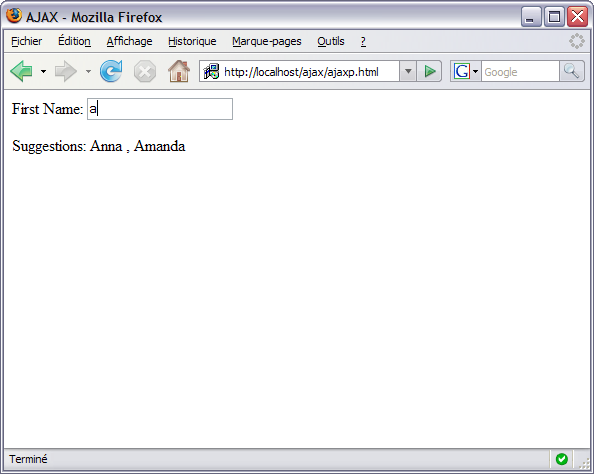 AJAX - Mozilla Firefox
Fichier Édition Affichage Historique Marque-pages Outils ?
http://localhost/ajax/ajaxp.html G Google
First Name: a
Suggestions: Anna , Amanda
Terminé